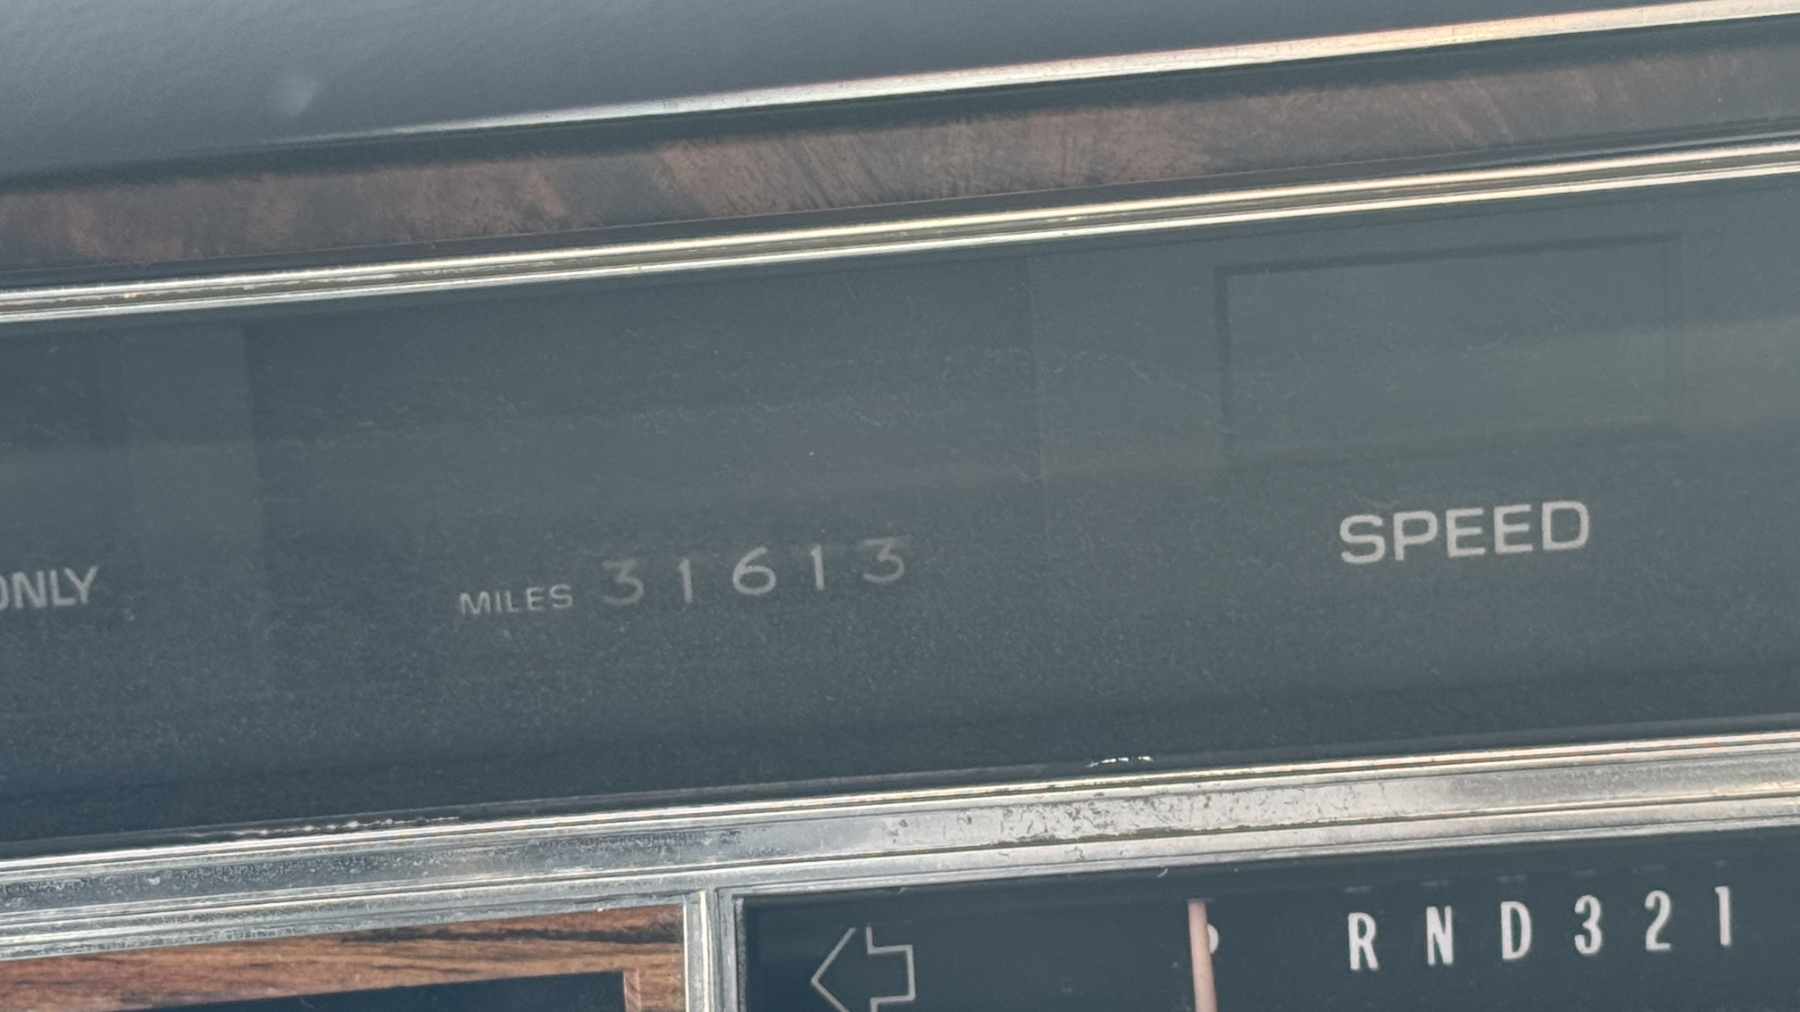 ONLY
MILES 31613
SPEED
P R N D 3 2 1